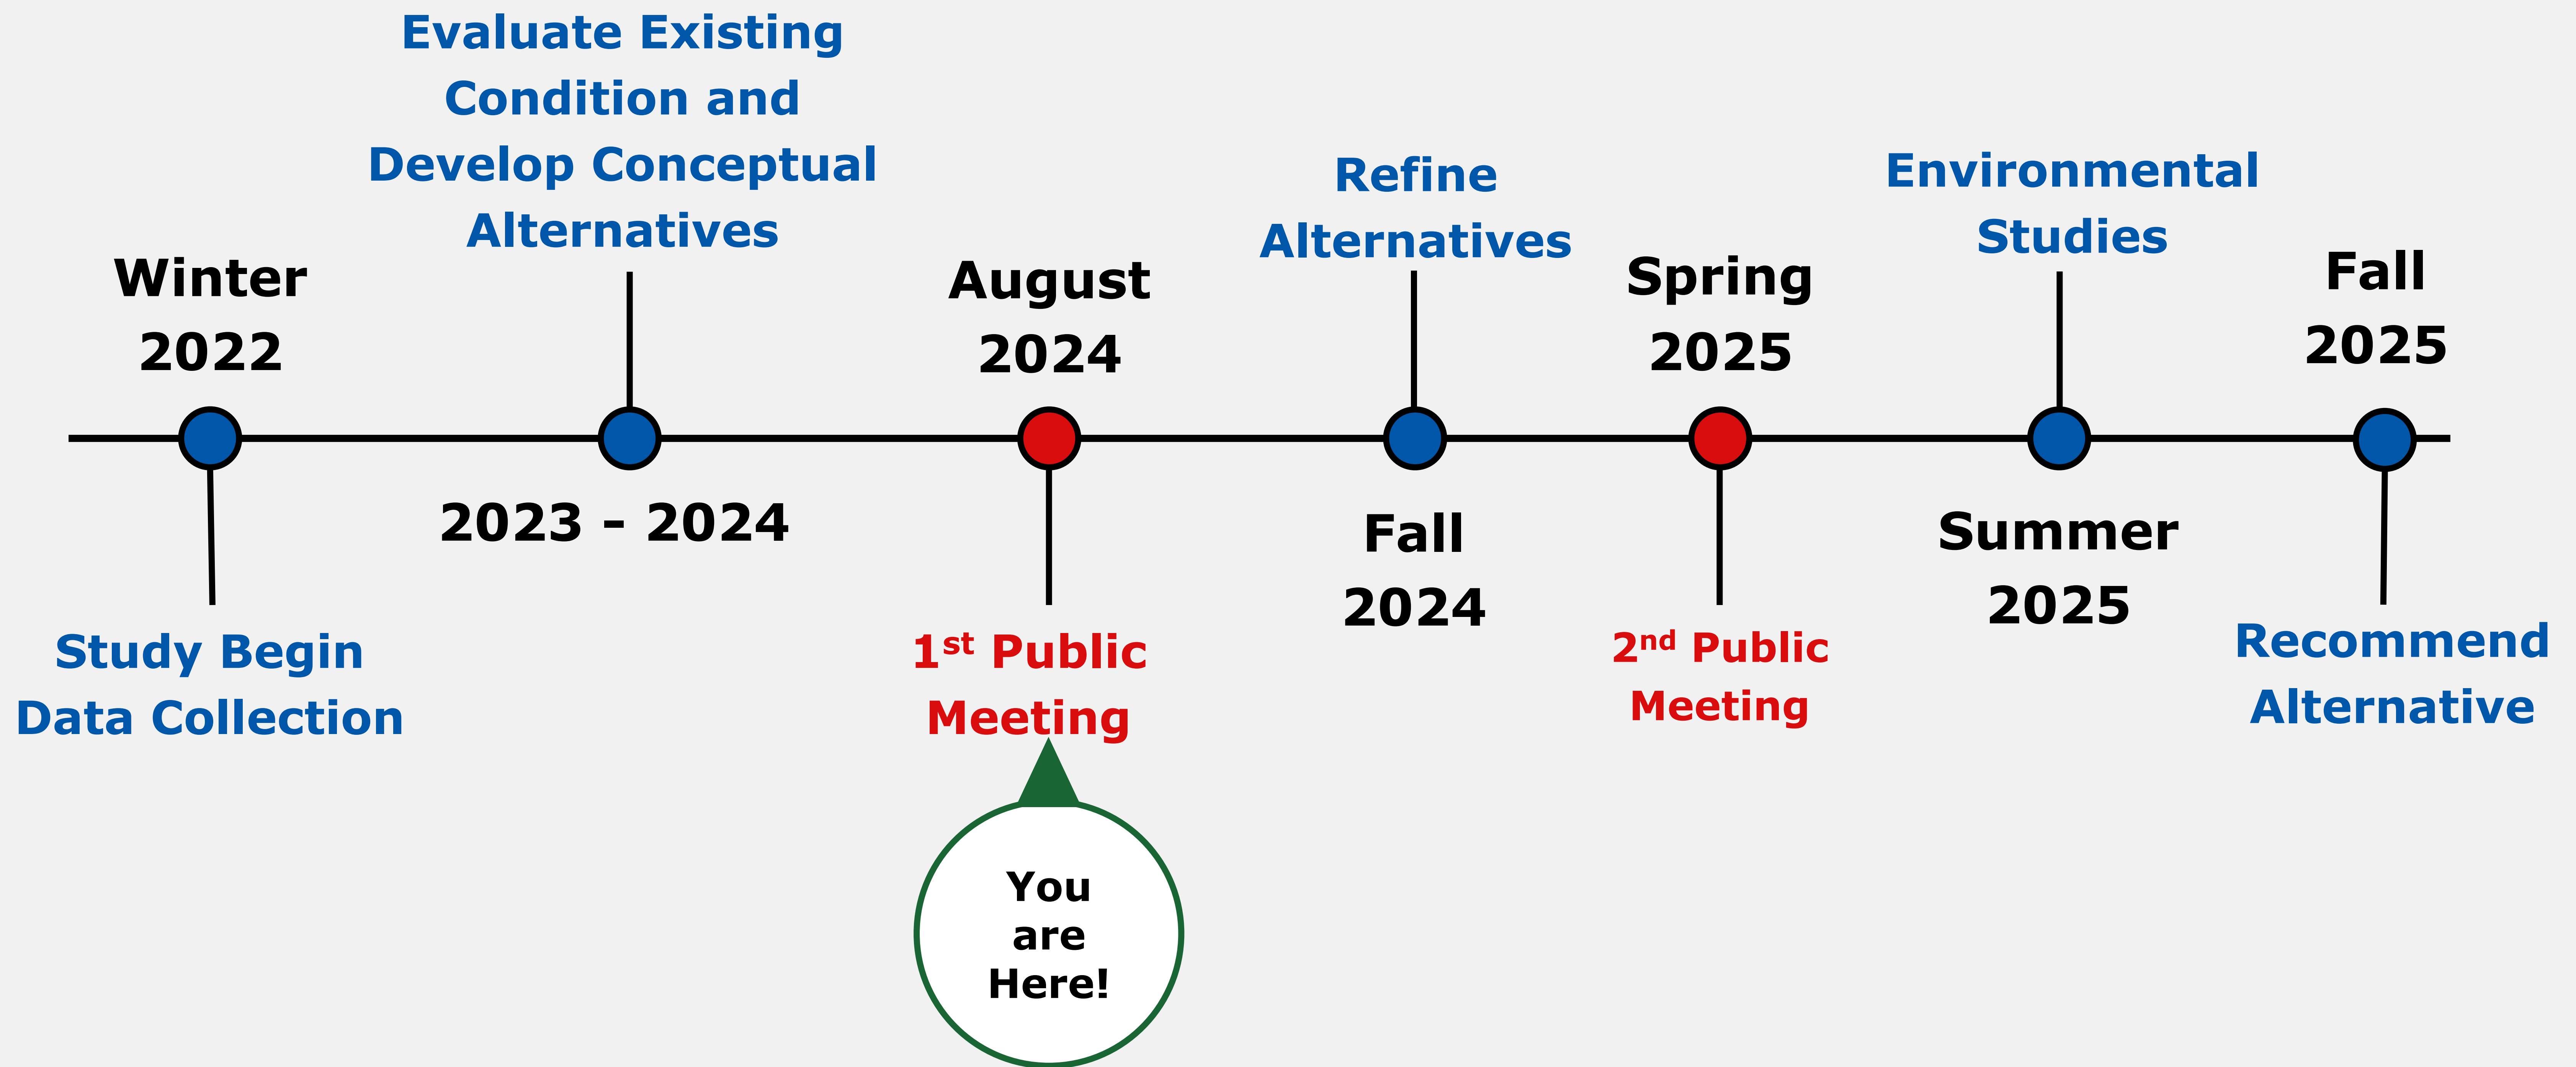 Winter
2022
Study Begin
Data Collection
Evaluate Existing
Condition and
Develop Conceptual
Alternatives
2023 – 2024
August
2024
1st Public
Meeting
You
are
Here!
Refine
Alternatives
Fall
2024
Spring
2025
2nd Public
Meeting
Environmental
Studies
Summer
2025
Fall
2025
Recommend
Alternative